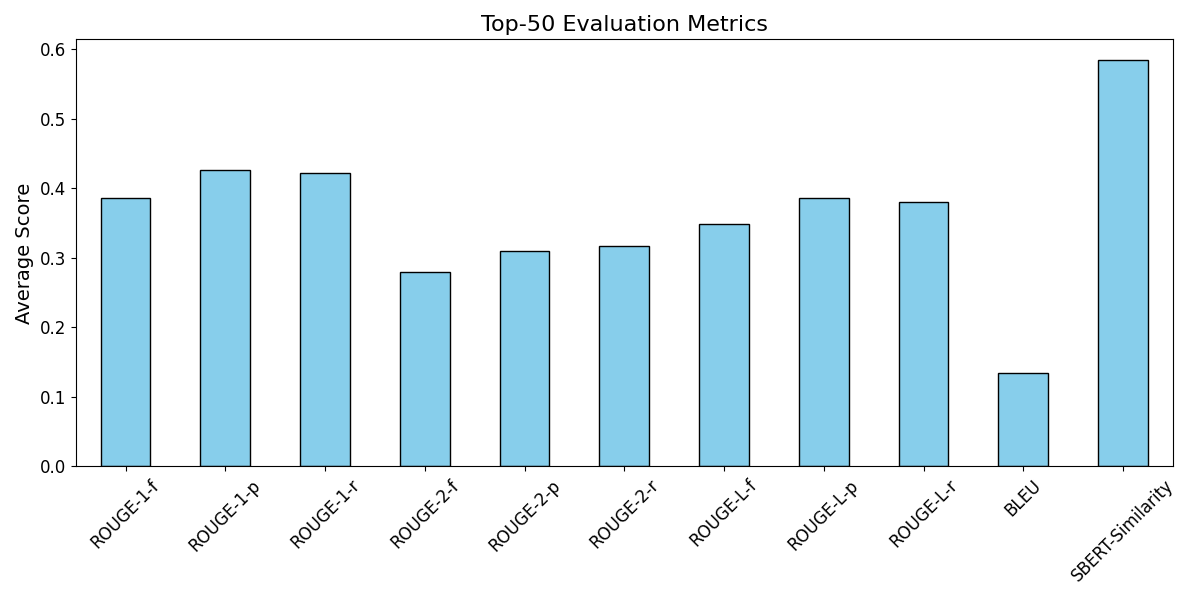 Top-50 Evaluation Metrics
Average Score
0.6
0.5
0.4
0.3
0.2
0.1
0.0
ROUGE-1-f
ROUGE-1-p
ROUGE-1-r
ROUGE-2-f
ROUGE-2-p
ROUGE-2-r
ROUGE-L-f
ROUGE-L-p
ROUGE-L-r
BLEU
SBERT-Similarity